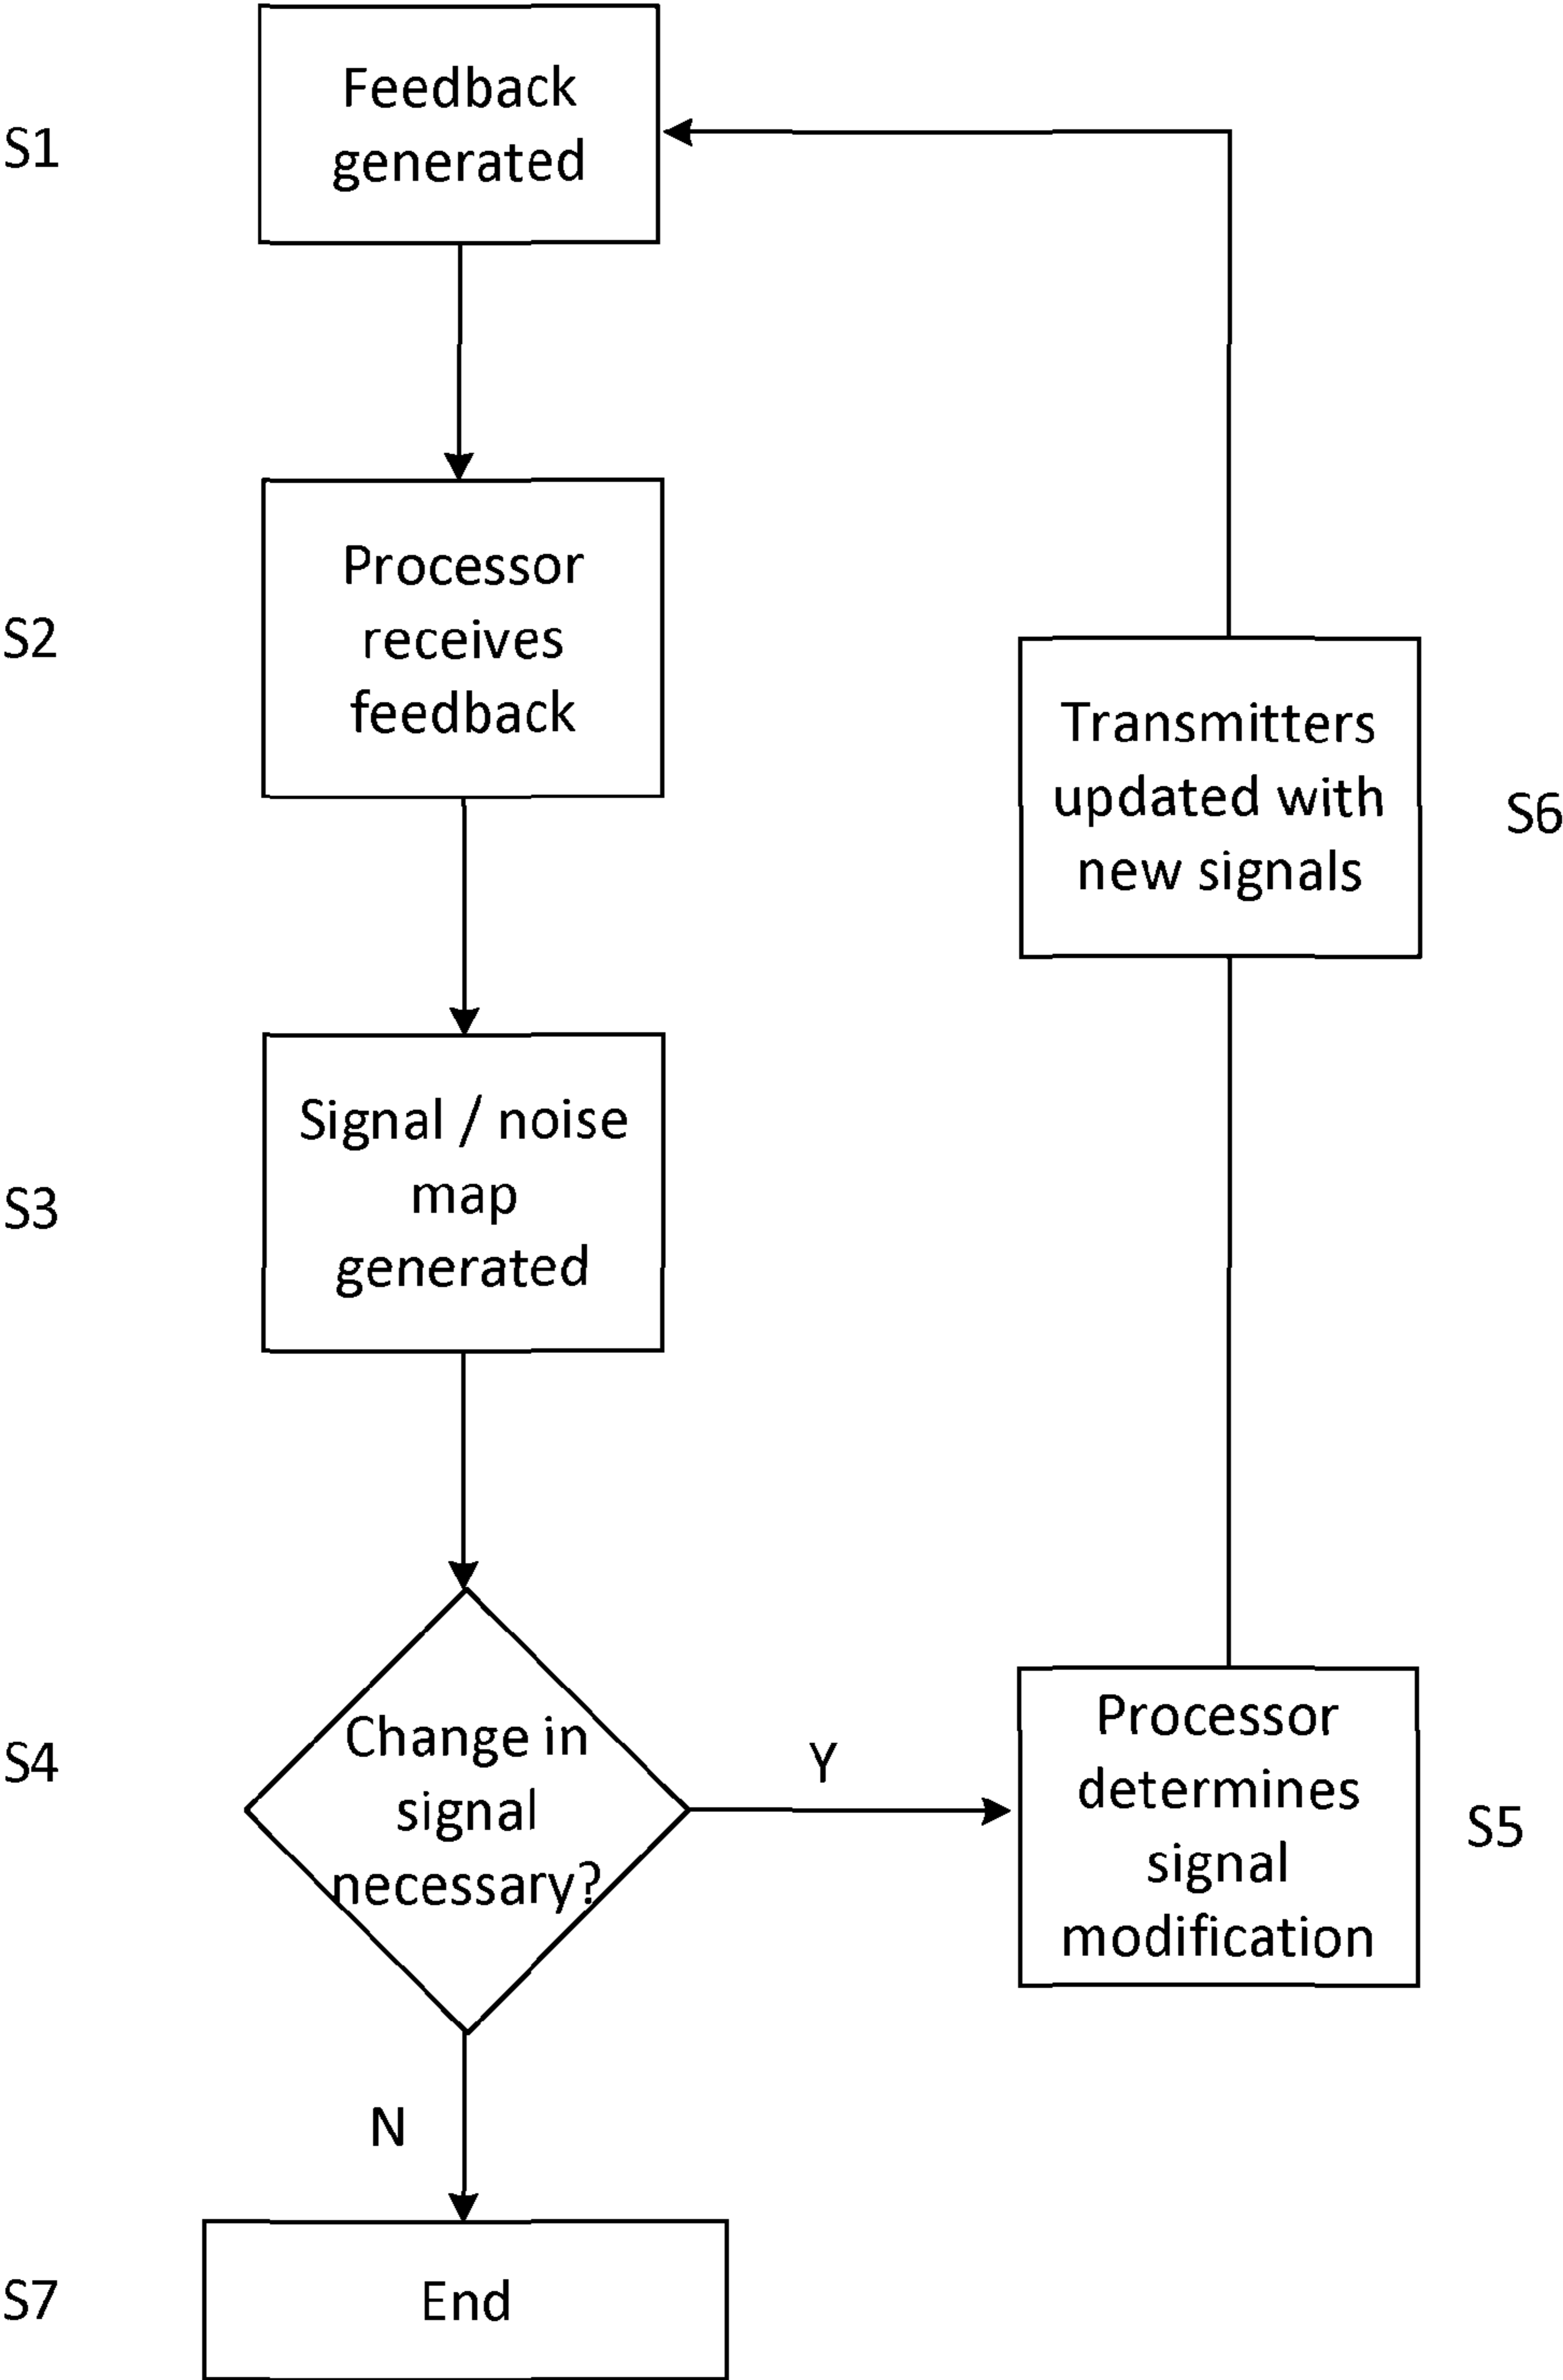 S1
Feedback
generated
S2
Processor
receives
feedback
Transmitters
updated with
new signals
S6
S3
Signal / noise
map
generated
S4
Change in
signal
necessary?
Y
Processor
determines
signal
modification
S5
N
S7
End